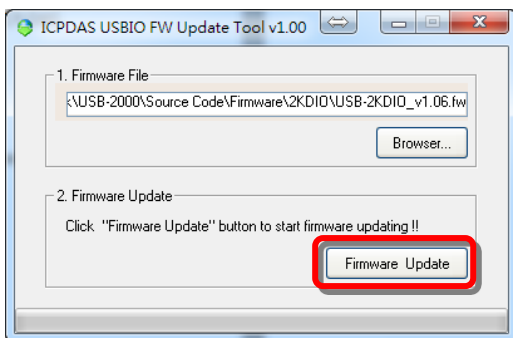 ICPDAS USBIO FW Update Tool v1.00
1. Firmware File
\USB-2000\Source Code\Firmware\2KDIO\USB-2KDIO_v1.06.fw
Browser...
2. Firmware Update
Click "Firmware Update" button to start firmware updating !!
Firmware Update